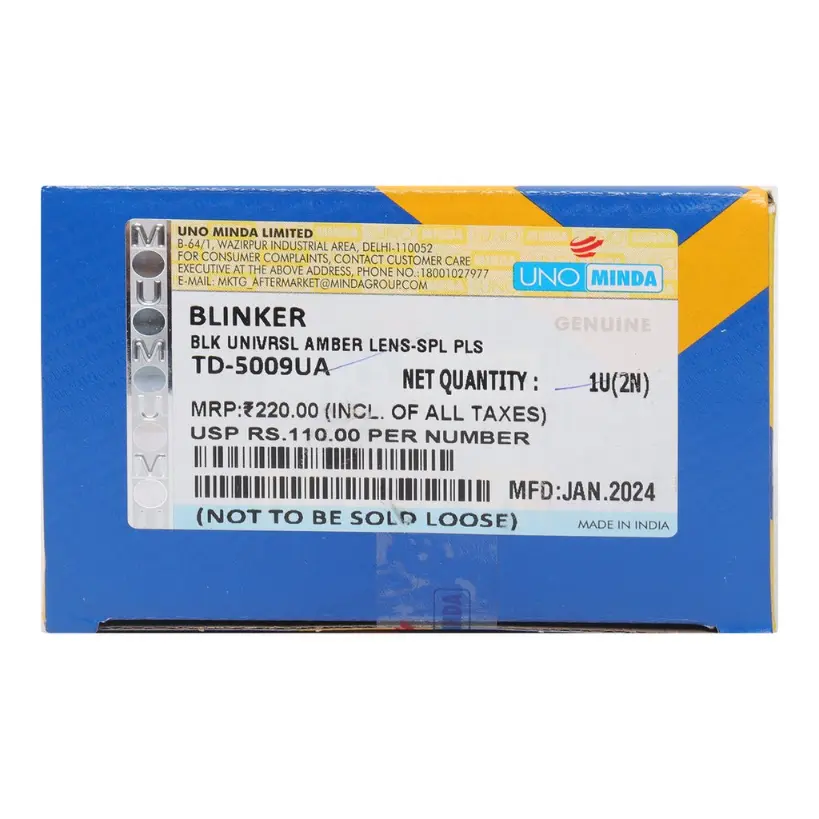 UNO MINDA LIMITED
B-64/1, WAZIRPUR INDUSTRIAL AREA, DELHI-110052
FOR CONSUMER COMPLAINTS, CONTACT CUSTOMER CARE
EXECUTIVE AT THE ABOVE ADDRESS, PHONE NO.:18001027977
E-MAIL: MKTG_AFTERMARKET@MINDAGROUP.COM
UNO MINDA
BLINKER
GENUINE
BLK UNIVRSL AMBER LENS-SPL PLS
TD-5009UA
NET QUANTITY : 1U(2N)
MRP:₹220.00 (INCL. OF ALL TAXES)
USP RS.110.00 PER NUMBER
MFD:JAN.2024
(NOT TO BE SOLD LOOSE)
MADE IN INDIA
MINDA